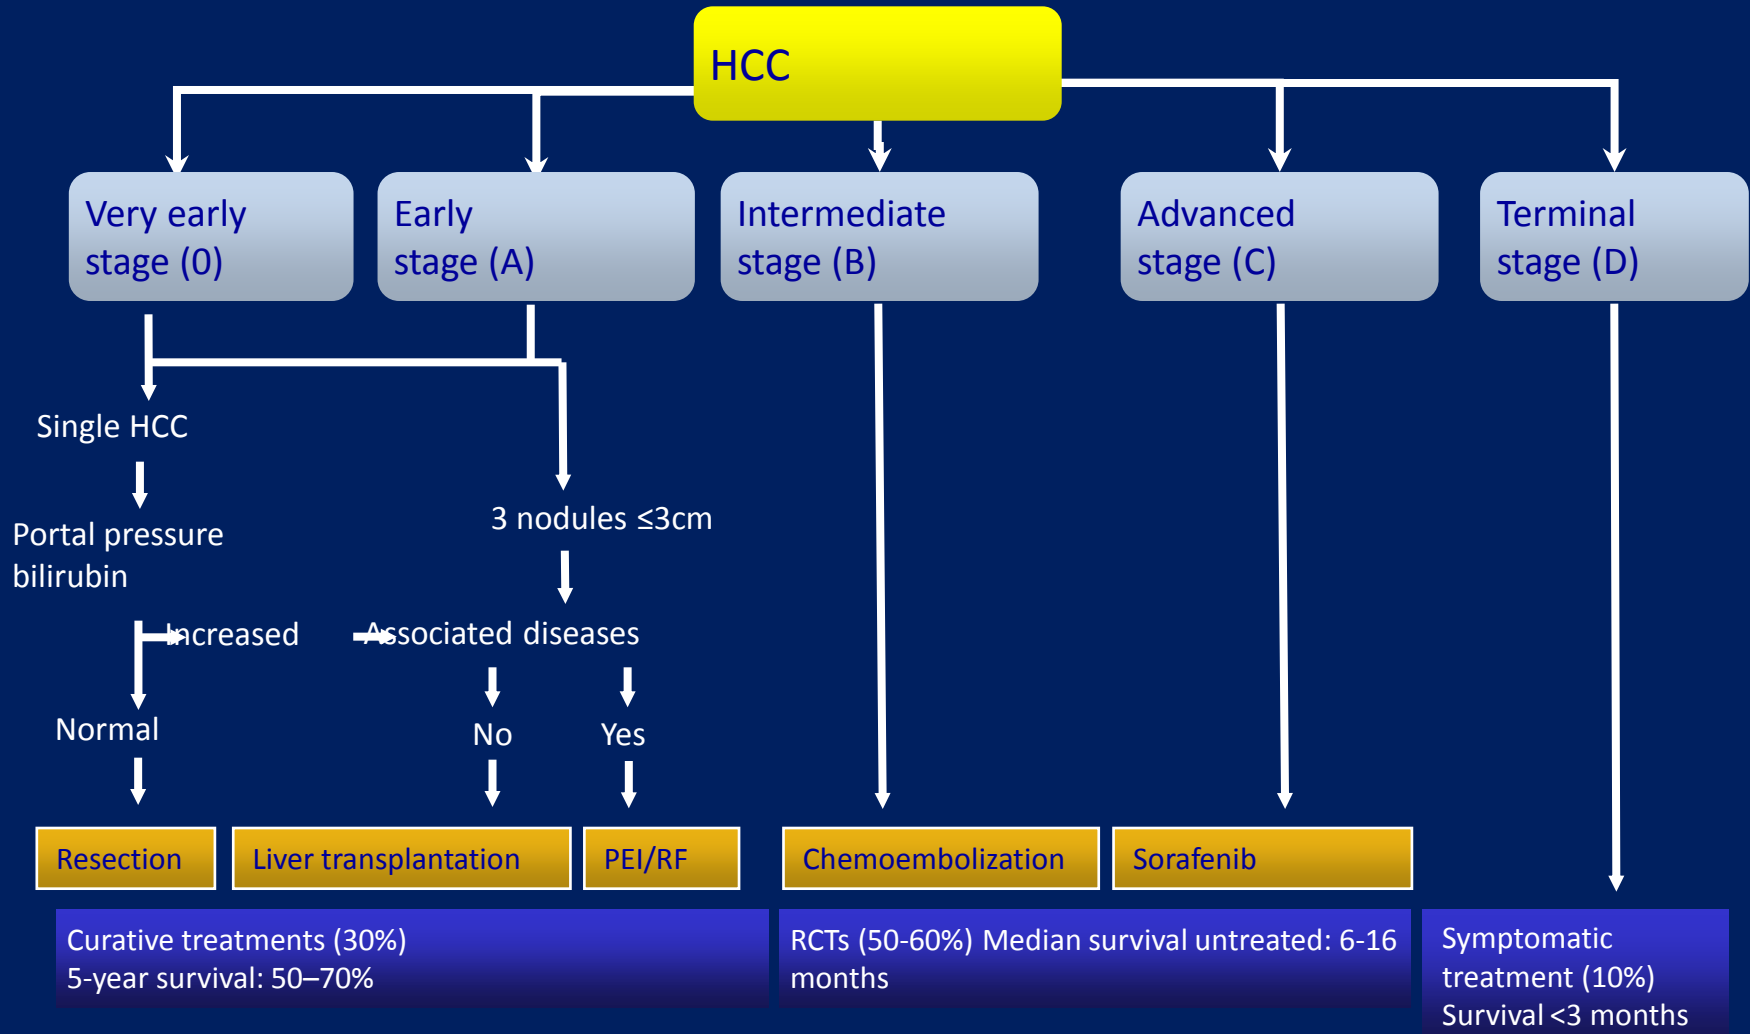 HCC
Very early
stage (0)
Early
stage (A)
Intermediate
stage (B)
Advanced
stage (C)
Terminal
stage (D)
Single HCC
Portal pressure
bilirubin
3 nodules ≤3cm
Increased
Associated diseases
Normal
No
Yes
Resection
Liver transplantation
PEI/RF
Chemoembolization
Sorafenib
Curative treatments (30%)
5-year survival: 50–70%
RCTs (50-60%) Median survival untreated: 6-16
months
Symptomatic
treatment (10%)
Survival <3 months